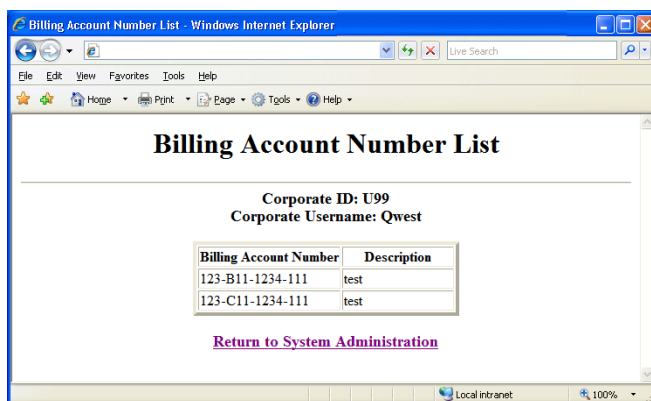 Billing Account Number List - Windows Internet Explorer
Live Search
File Edit View Favorites Tools Help
Home Print Page Tools Help
Billing Account Number List
Corporate ID: U99
Corporate Username: Qwest
Billing Account Number Description
123-B11-1234-111 test
123-C11-1234-111 test
Return to System Administration
Local intranet 100%